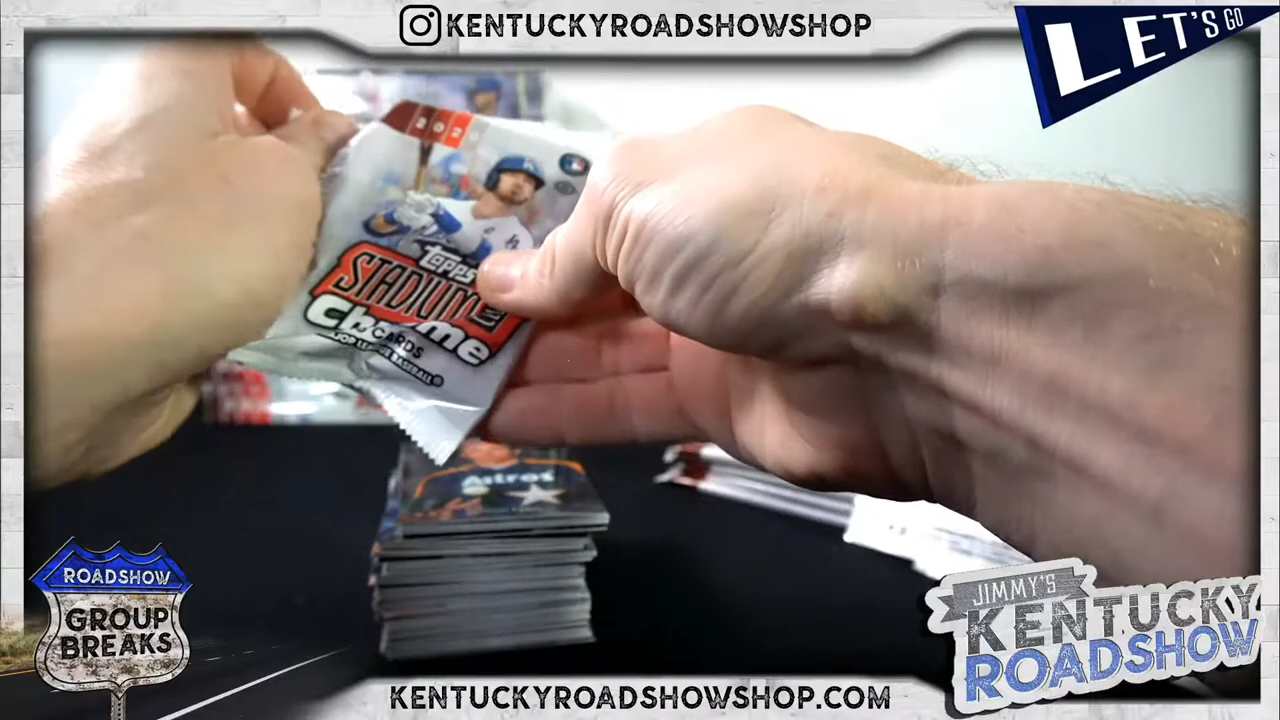 KENTUCKYROADSHOWSHOP
LET'S GO
202
Topps
STADIUM
Chrome
CARDS
MAJOR LEAGUE BASEBALL®
Astros
ROADSHOW
GROUP
BREAKS
JIMMY'S
KENTUCKY
ROADSHOW
KENTUCKYROADSHOWSHOP.COM